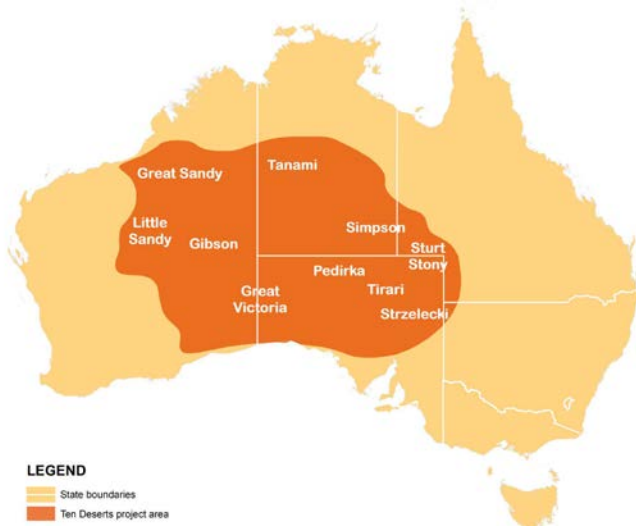 Great Sandy
Tanami
Little
Sandy
Gibson
Simpson
Sturt
Stony
Pedirka
Great
Victoria
Tirari
Strzelecki
LEGEND
State boundaries
Ten Deserts project area